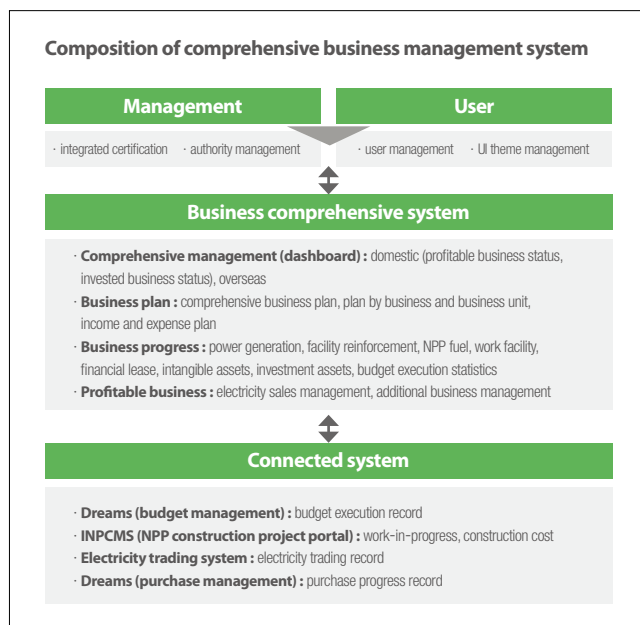 Composition of comprehensive business management system
Management
User
· integrated certification · authority management
· user management · UI theme management
Business comprehensive system
· Comprehensive management (dashboard) : domestic (profitable business status,
invested business status), overseas
· Business plan : comprehensive business plan, plan by business and business unit,
income and expense plan
· Business progress : power generation, facility reinforcement, NPP fuel, work facility,
financial lease, intangible assets, investment assets, budget execution statistics
· Profitable business : electricity sales management, additional business management
Connected system
· Dreams (budget management) : budget execution record
· INPCMS (NPP construction project portal) : work-in-progress, construction cost
· Electricity trading system : electricity trading record
· Dreams (purchase management) : purchase progress record